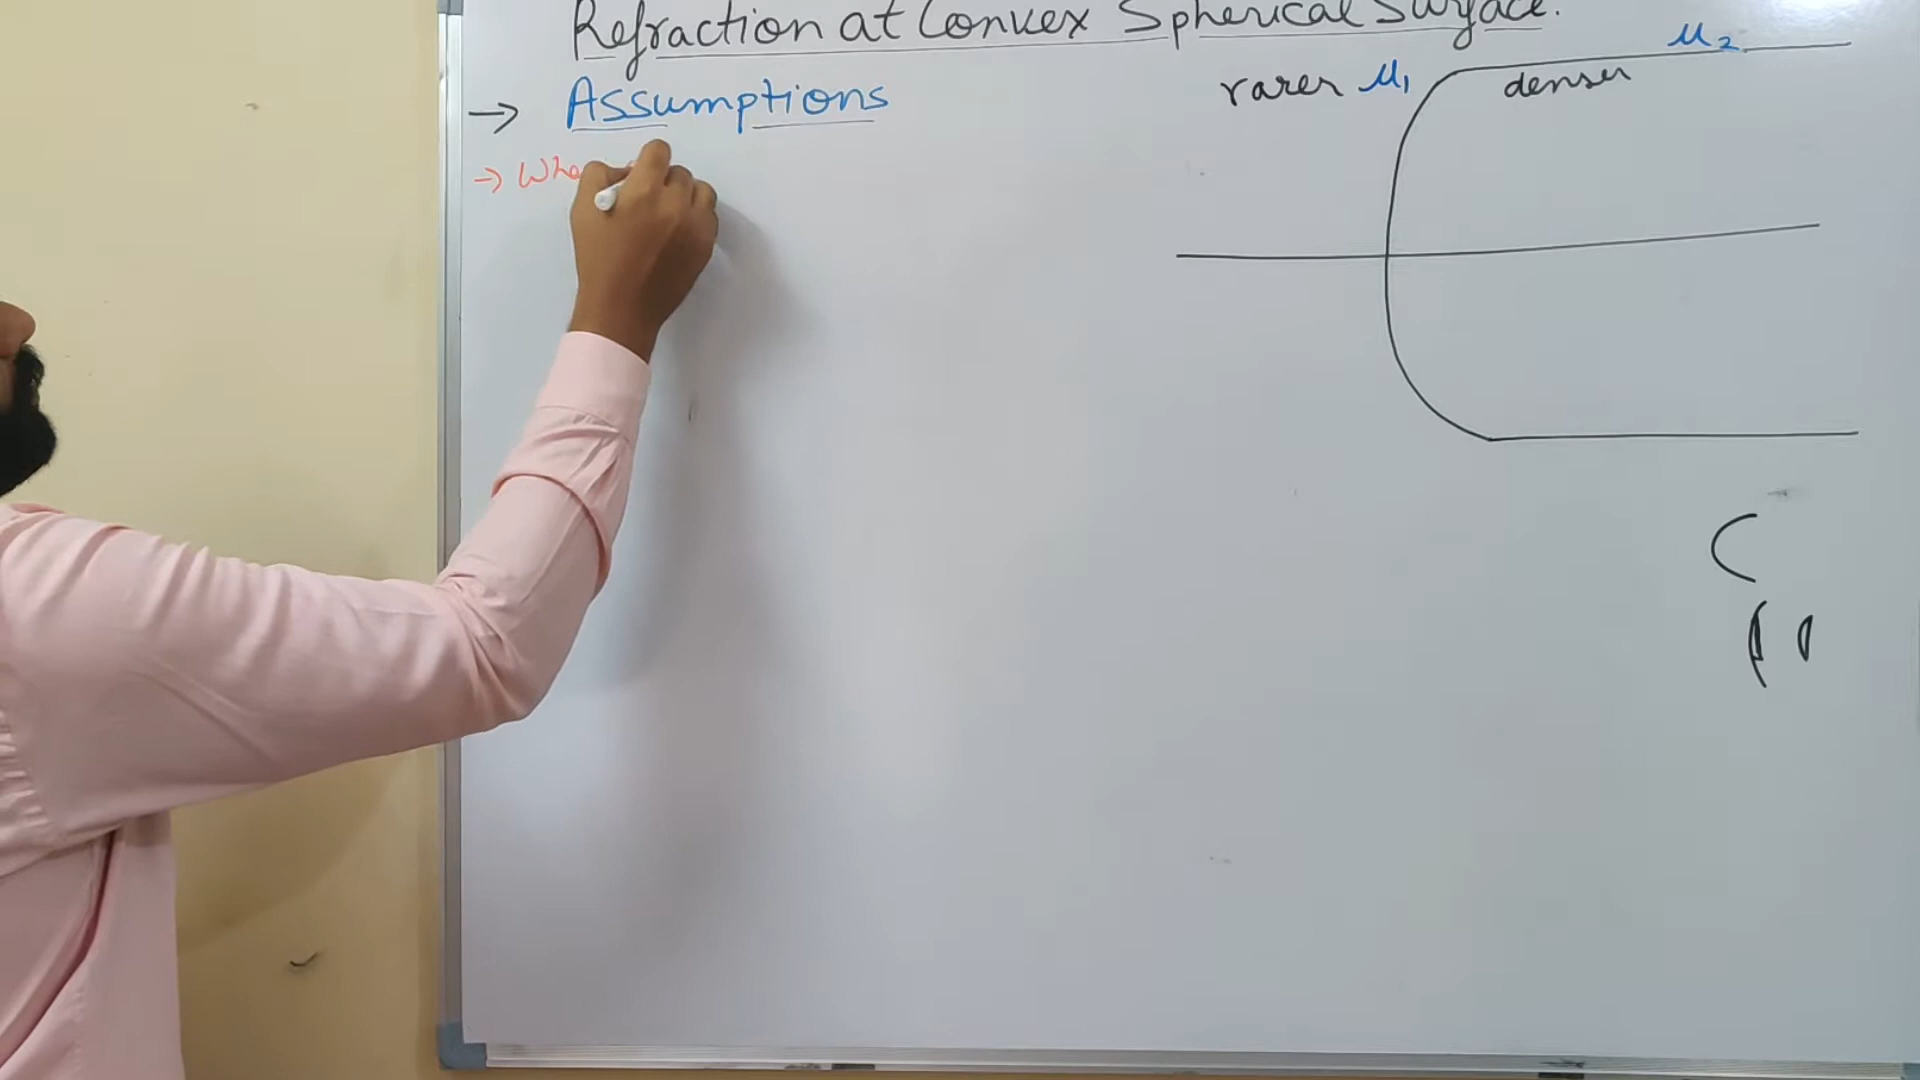 Refraction at Convex Spherical Surface.
→ Assumptions
rarer μ₁
denser
μ₂
→